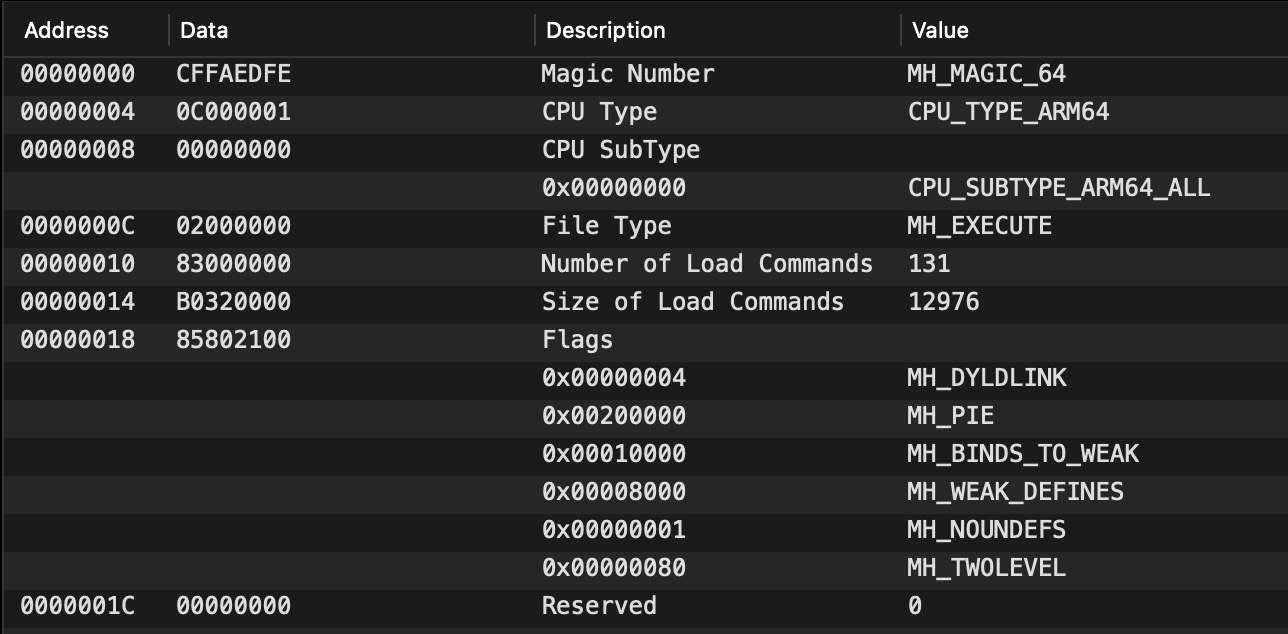 Address Data Description Value
00000000 CFFAEDFE Magic Number MH_MAGIC_64
00000004 0C000001 CPU Type CPU_TYPE_ARM64
00000008 00000000 CPU SubType
0x00000000 CPU_SUBTYPE_ARM64_ALL
0000000C 02000000 File Type MH_EXECUTE
00000010 83000000 Number of Load Commands 131
00000014 B0320000 Size of Load Commands 12976
00000018 85802100 Flags
0x00000004 MH_DYLDLINK
0x00200000 MH_PIE
0x00010000 MH_BINDS_TO_WEAK
0x00008000 MH_WEAK_DEFINES
0x00000001 MH_NOUNDEFS
0x00000080 MH_TWOLEVEL
0000001C 00000000 Reserved 0